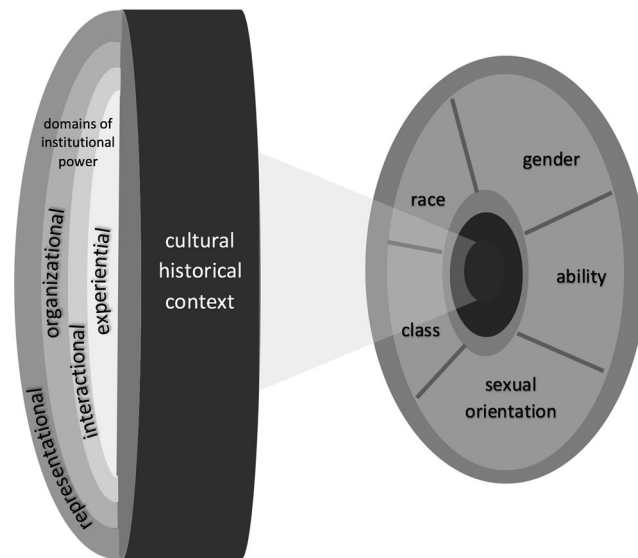 domains of
institutional
power
representational
organizational
interactional
experiential
cultural
historical
context
race
gender
ability
class
sexual
orientation